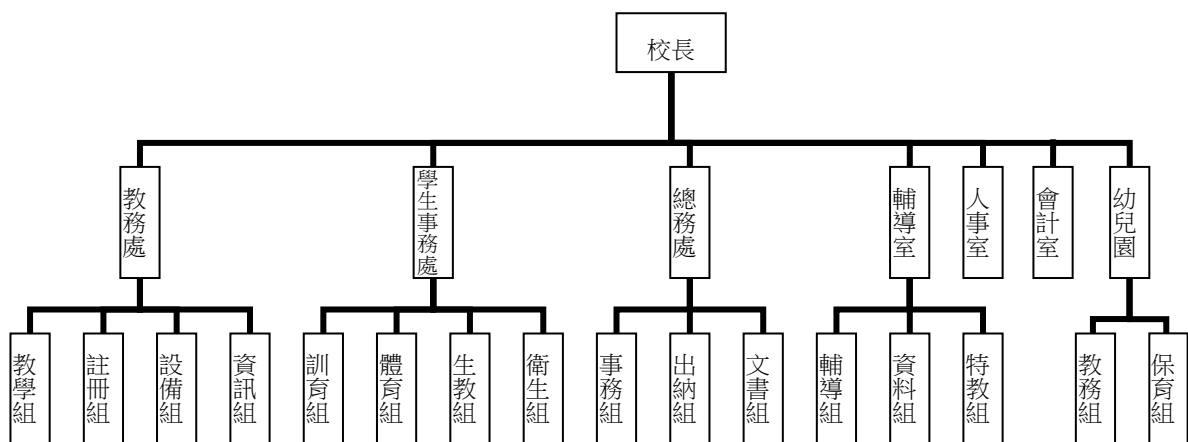 校長
教務處
學生事務處
總務處
輔導室
人事室
會計室
幼兒園
教學組
註冊組
設備組
資訊組
訓育組
體育組
生教組
衛生組
事務組
出納組
文書組
輔導組
資料組
特教組
教務組
保育組